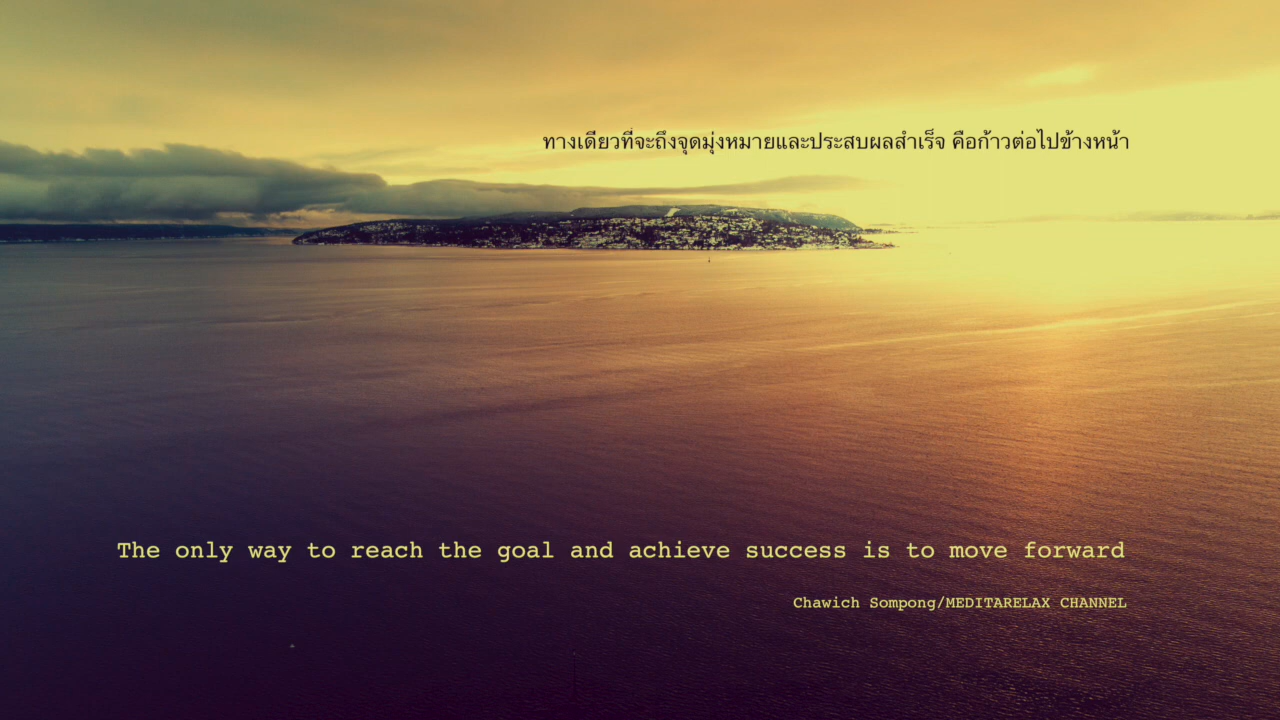 ทางเดียวที่จะถึงจุดมุ่งหมายและประสบผลสำเร็จ คือก้าวต่อไปข้างหน้า
The only way to reach the goal and achieve success is to move forward
Chawich Sompong/MEDITARELAX CHANNEL